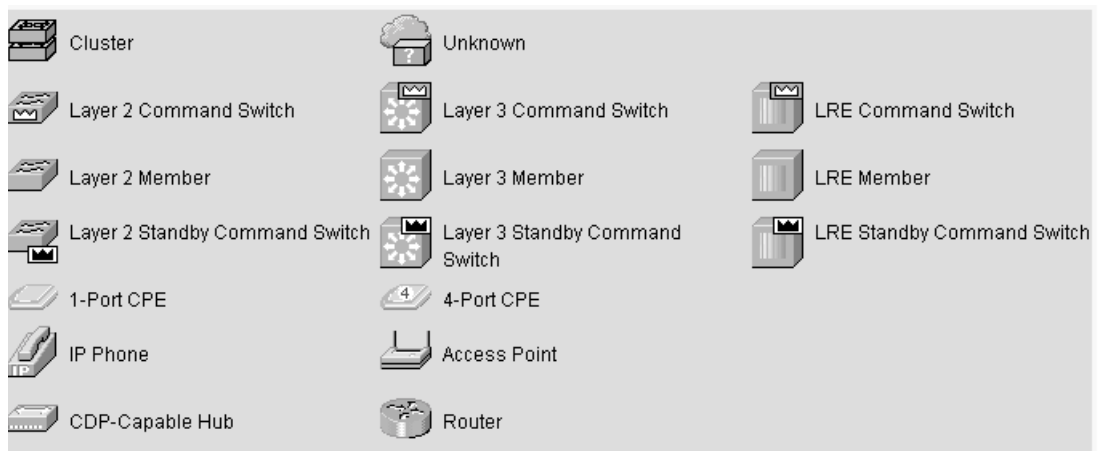 Cluster
Unknown
?
Layer 2 Command Switch
Layer 3 Command Switch
LRE Command Switch
Layer 2 Member
Layer 3 Member
LRE Member
Layer 2 Standby Command Switch
Layer 3 Standby Command
Switch
LRE Standby Command Switch
1-Port CPE
4
4-Port CPE
IP
IP Phone
Access Point
CDP-Capable Hub
Router